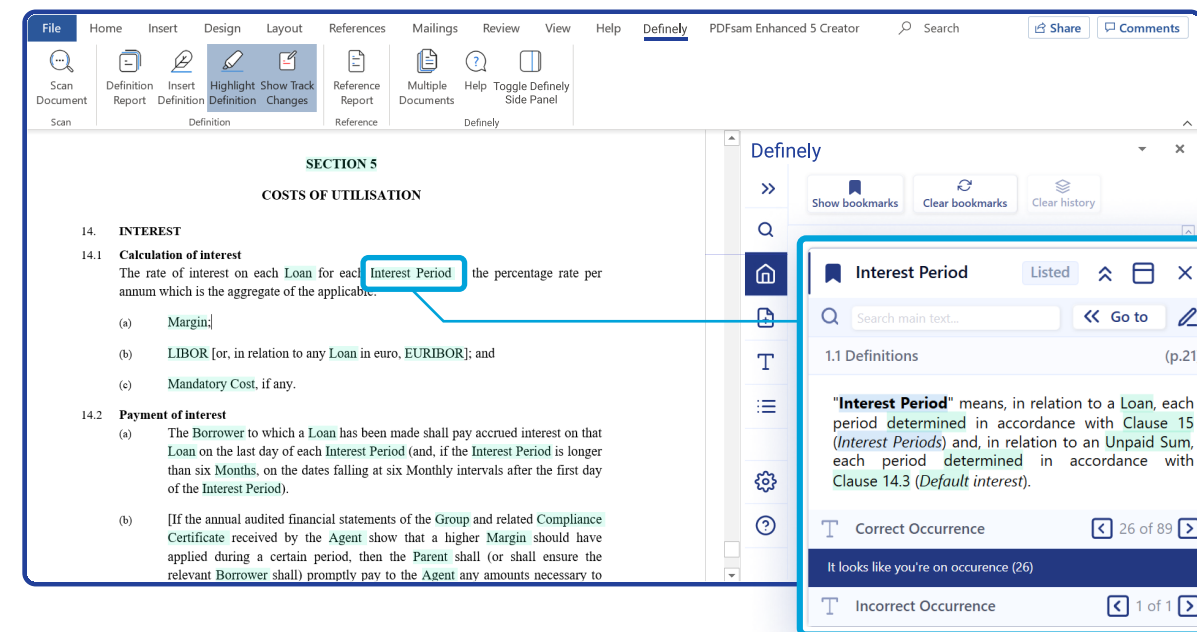 File Home Insert Design Layout References Mailings Review View Help Definely PDFsam Enhanced 5 Creator Search Share Comments
Scan Document
Definition Report
Insert Definition
Highlight Definition
Show Track Changes
Reference Report
Multiple Documents
Help
Toggle Definely Side Panel
Scan Definition Reference Definely
SECTION 5
COSTS OF UTILISATION
14. INTEREST
14.1 Calculation of interest
The rate of interest on each Loan for each Interest Period the percentage rate per
annum which is the aggregate of the applicable:
(a) Margin;
(b) LIBOR [or, in relation to any Loan in euro, EURIBOR]; and
(c) Mandatory Cost, if any.
14.2 Payment of interest
(a) The Borrower to which a Loan has been made shall pay accrued interest on that
Loan on the last day of each Interest Period (and, if the Interest Period is longer
than six Months, on the dates falling at six Monthly intervals after the first day
of the Interest Period).
(b) [If the annual audited financial statements of the Group and related Compliance
Certificate received by the Agent show that a higher Margin should have
applied during a certain period, then the Parent shall (or shall ensure the
relevant Borrower shall) promptly pay to the Agent any amounts necessary to
Definely
Show bookmarks Clear bookmarks Clear history
Interest Period Listed
Search main text... Go to
1.1 Definitions (p.21
"Interest Period" means, in relation to a Loan, each
period determined in accordance with Clause 15
(Interest Periods) and, in relation to an Unpaid Sum,
each period determined in accordance with
Clause 14.3 (Default interest).
Correct Occurrence 26 of 89
It looks like you're on occurence (26)
Incorrect Occurrence 1 of 1